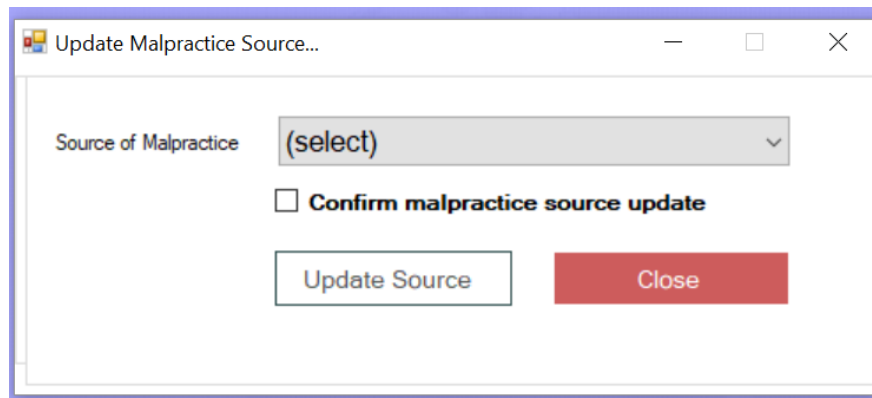 Update Malpractice Source...
Source of Malpractice (select)
Confirm malpractice source update
Update Source Close